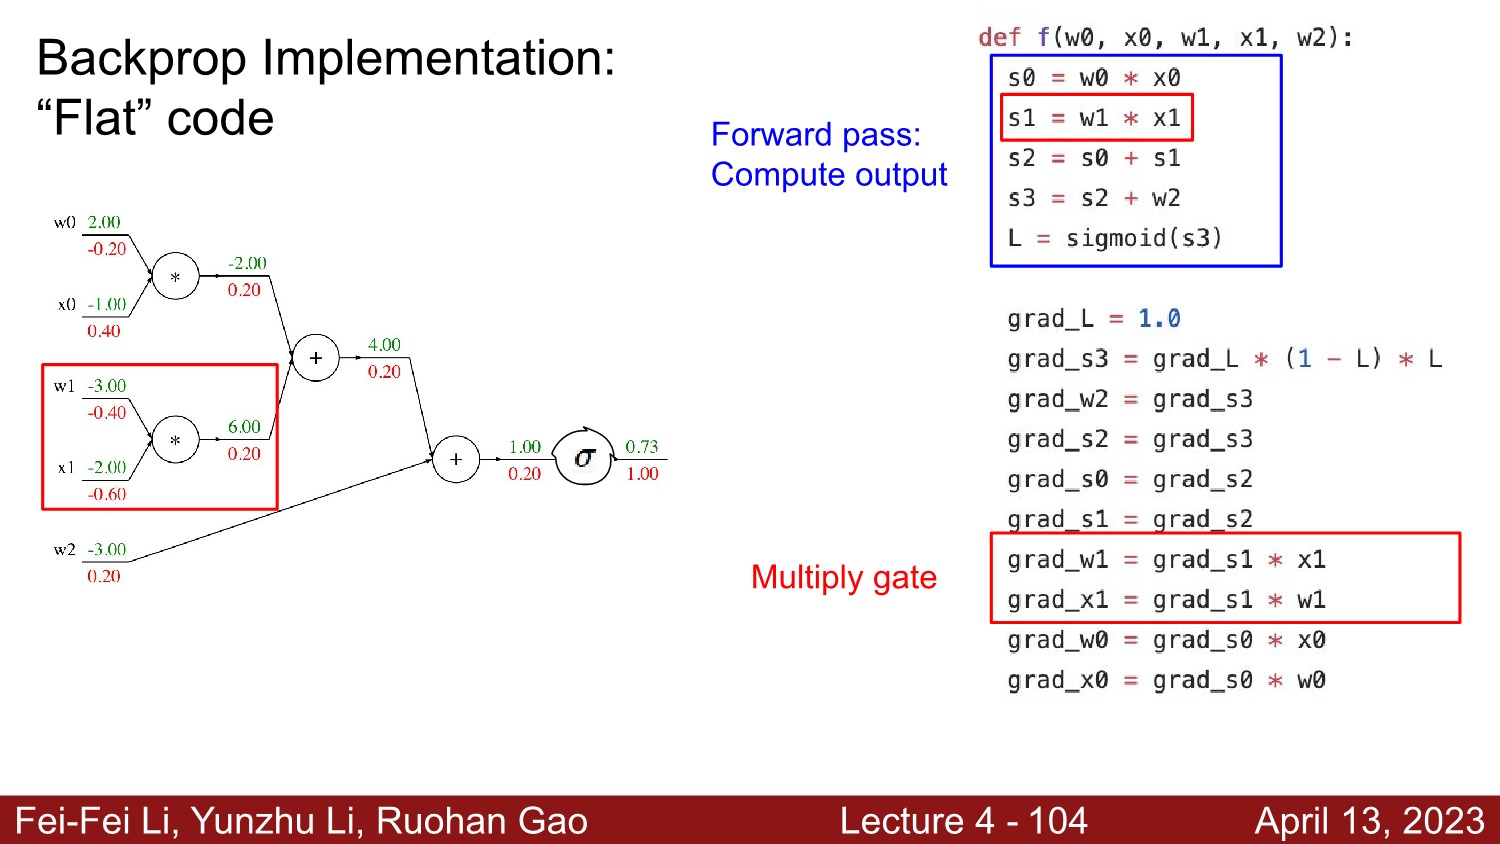 Backprop Implementation:
“Flat” code
Forward pass:
Compute output
def f(w0, x0, w1, x1, w2):
s0 = w0 * x0
s1 = w1 * x1
s2 = s0 + s1
s3 = s2 + w2
L = sigmoid(s3)
w0 2.00
-0.20
*
-2.00
0.20
x0 -1.00
0.40
+
4.00
0.20
w1 -3.00
-0.40
*
6.00
0.20
x1 -2.00
-0.60
+
1.00
0.20
σ
0.73
1.00
w2 -3.00
0.20
grad_L = 1.0
grad_s3 = grad_L * (1 - L) * L
grad_w2 = grad_s3
grad_s2 = grad_s3
grad_s0 = grad_s2
grad_s1 = grad_s2
Multiply gate
grad_w1 = grad_s1 * x1
grad_x1 = grad_s1 * w1
grad_w0 = grad_s0 * x0
grad_x0 = grad_s0 * w0
Fei-Fei Li, Yunzhu Li, Ruohan Gao
Lecture 4 - 104
April 13, 2023